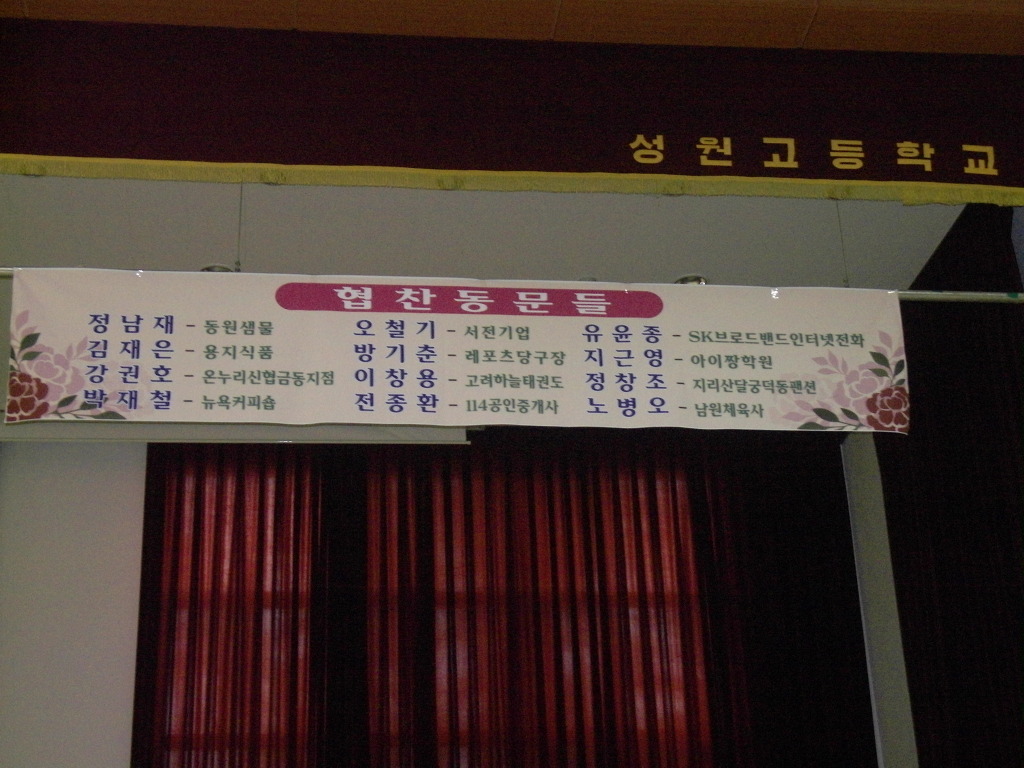 성원고등학교
협찬동문들
정남재 - 동원샘물
김재은 - 용지식품
강권호 - 온누리신협금동지점
박재철 - 뉴욕커피숍
오철기 - 서전기업
방기춘 - 레포츠당구장
이창용 - 고려하늘태권도
전종환 - 114공인중개사
유윤종 - SK브로드밴드인터넷전화
지근영 - 아이짱학원
정창조 - 지리산달궁덕동펜션
노병오 - 남원체육사